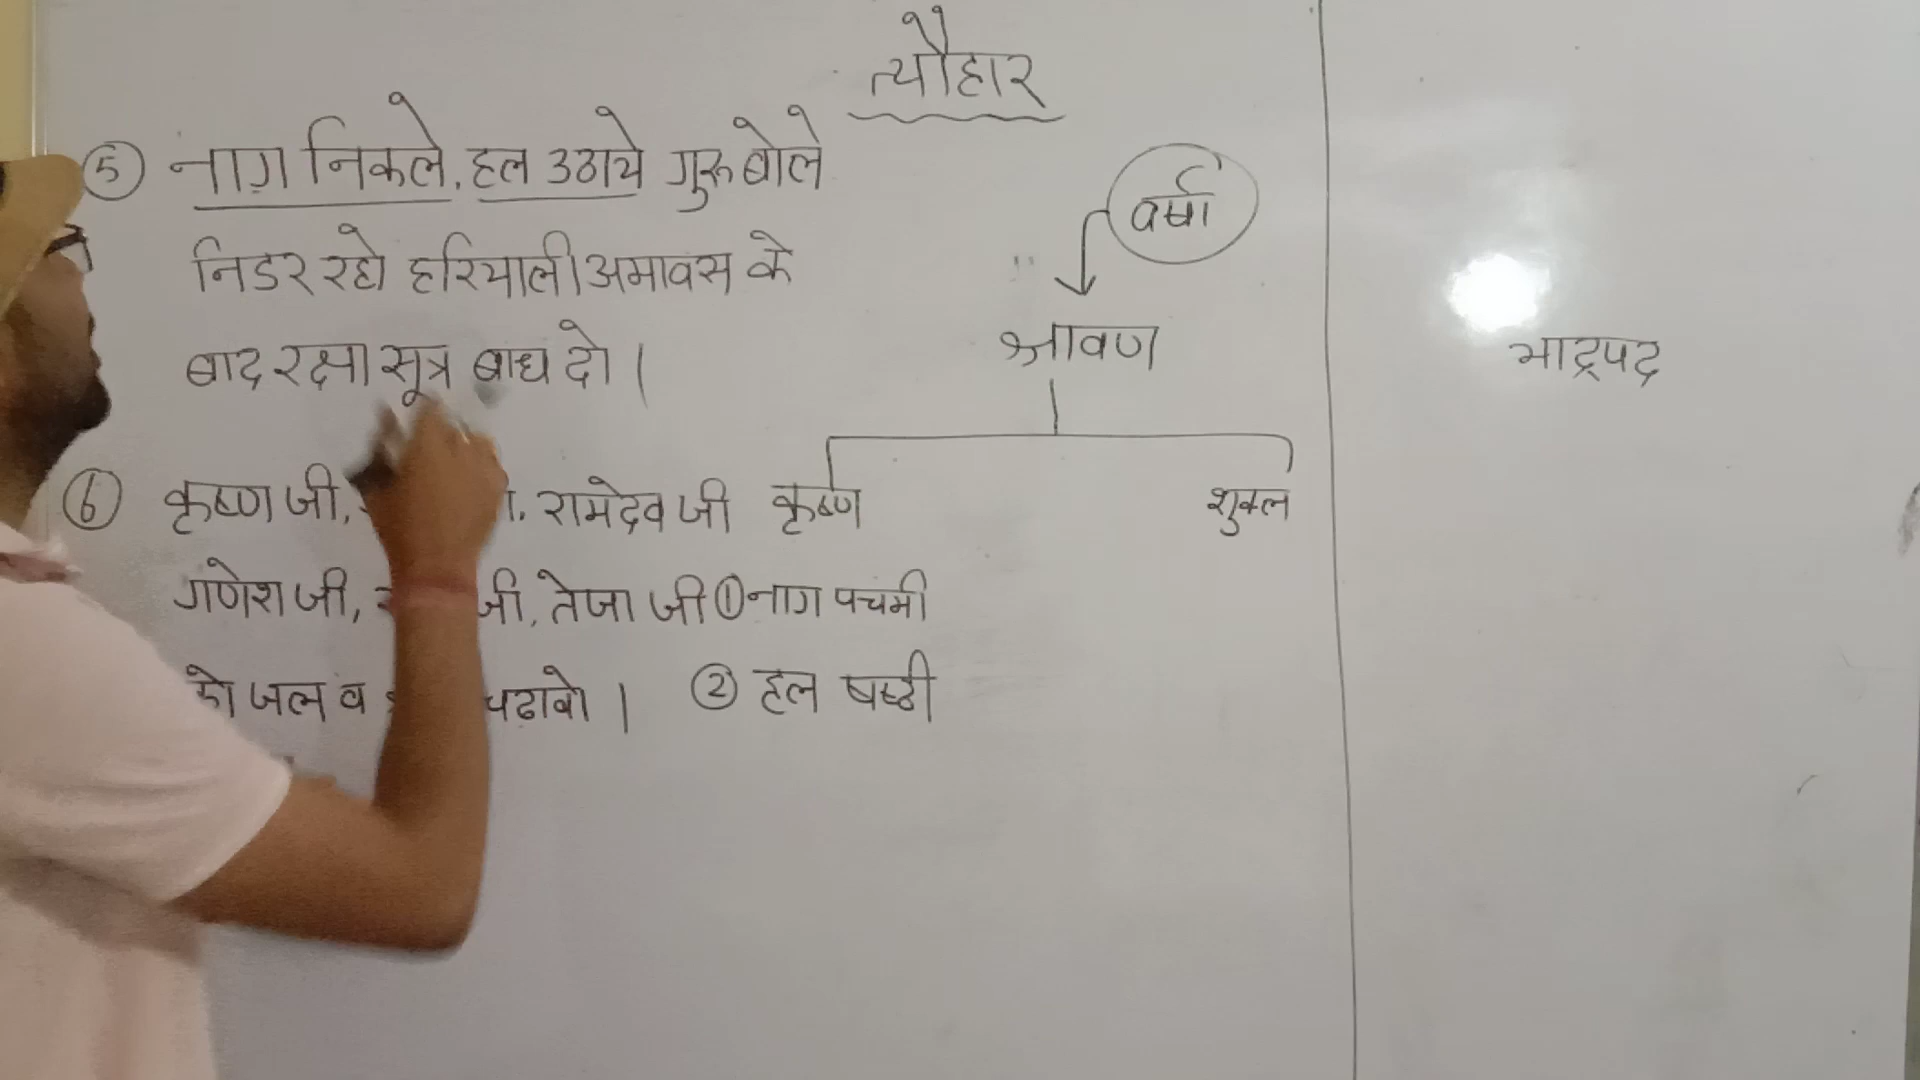 त्यौहार
⑤ नाग़ निकले, हल उठाये गुरू बोले
निडर रहो हरियाली अमावस के
बाद रक्षा सूत्र बाध दो |
वर्षा
श्रावण
भाद्रपद
कृष्ण
शुक्ल
⑥ कृष्ण जी, रामदेव जी
गणेश जी, जी, तेजा जी
को जल व चढावो |
① नाग पचमी
② हल षष्ठी